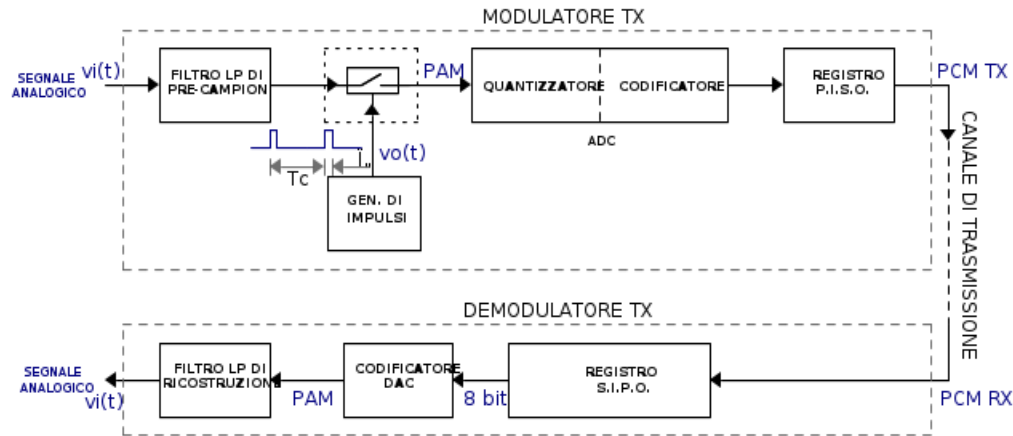 MODULATORE TX
SEGNALE
ANALOGICO
vi(t)
FILTRO LP DI
PRE-CAMPION
PAM
QUANTIZZATORE
CODIFICATORE
ADC
REGISTRO
P.I.S.O.
PCM TX
Tc
vo(t)
GEN. DI
IMPULSI
CANALE DI TRASMISSIONE
DEMODULATORE TX
SEGNALE
ANALOGICO
vi(t)
FILTRO LP DI
RICOSTRUZIONE
PAM
CODIFICATORE
DAC
8 bit
REGISTRO
S.I.P.O.
PCM RX